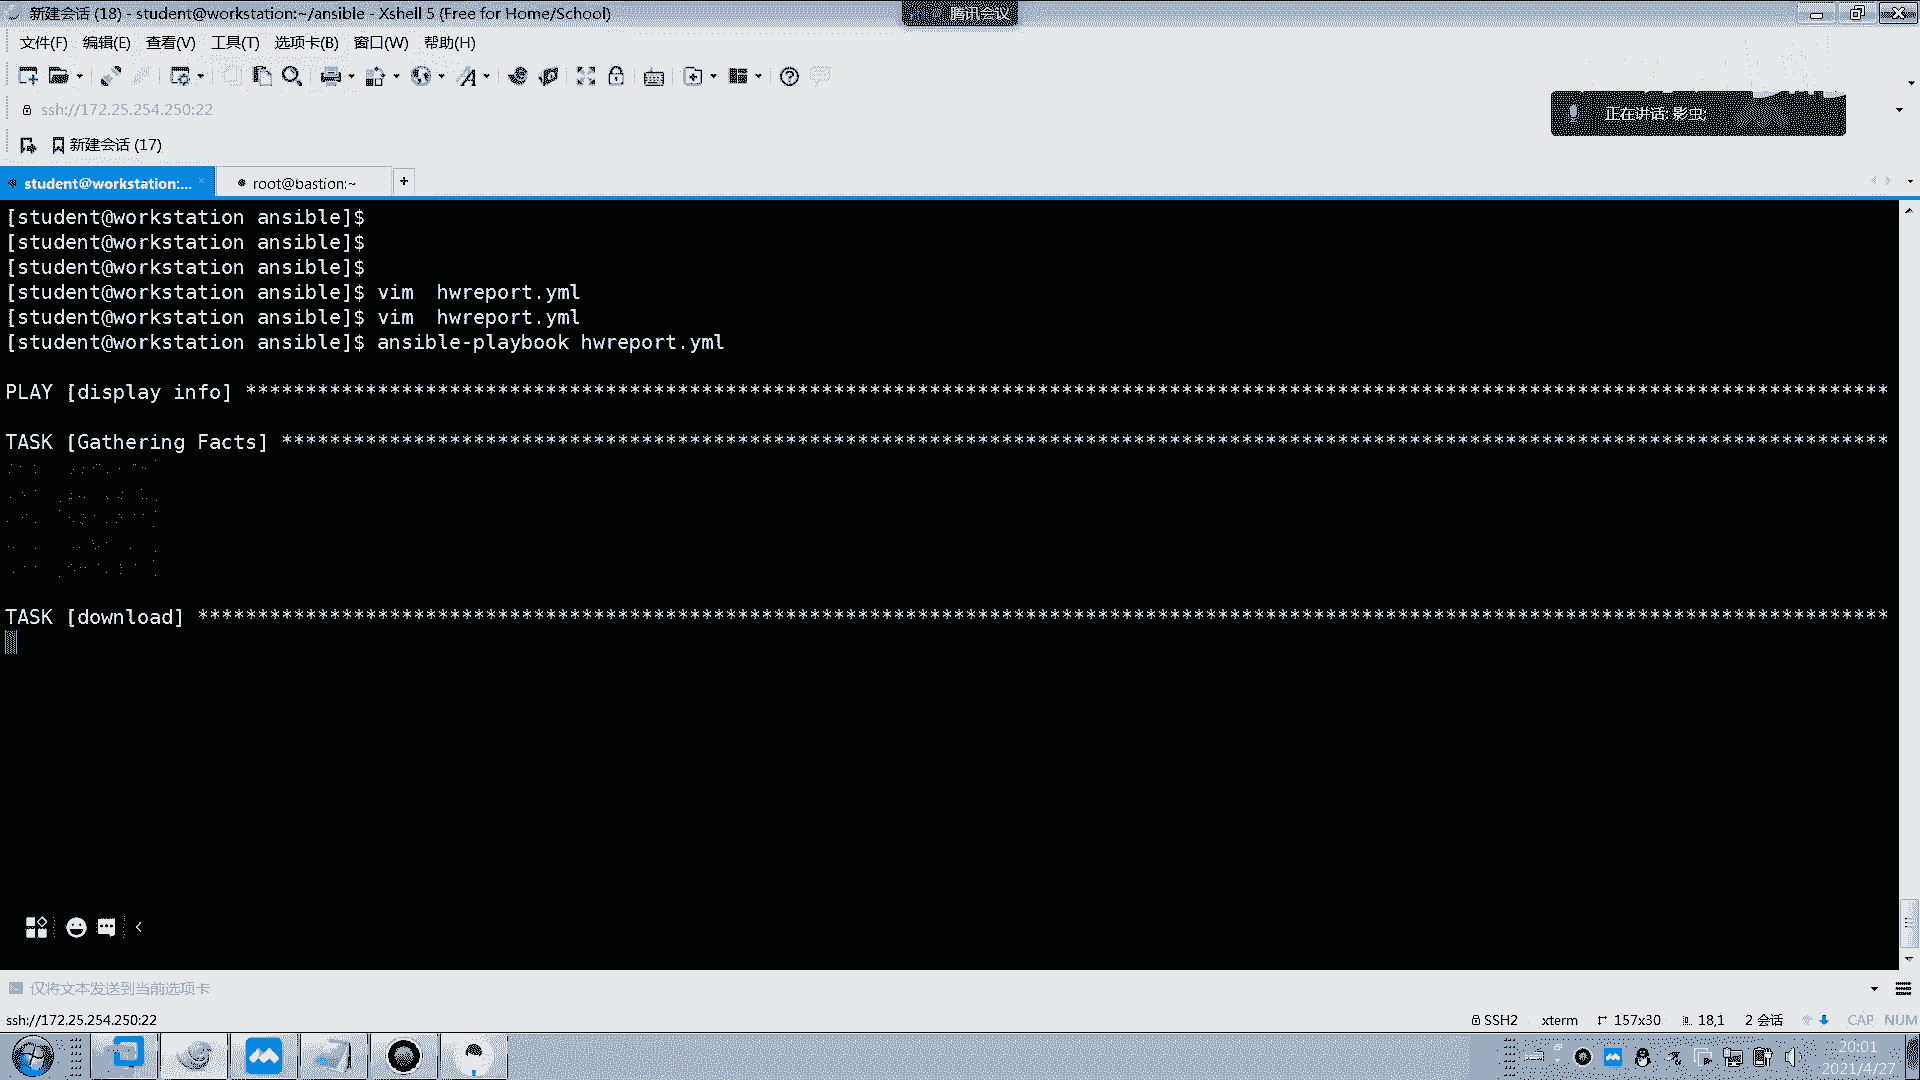 新建会话 (18) - student@workstation:~/ansible - Xshell 5 (Free for Home/School)
腾讯会议
文件(F) 编辑(E) 查看(V) 工具(T) 选项卡(B) 窗口(W) 帮助(H)
ssh://172.25.254.250:22
正在讲话: 影虫;
新建会话 (17)
student@workstation:... × root@bastion:~ +
[student@workstation ansible]$
[student@workstation ansible]$
[student@workstation ansible]$
[student@workstation ansible]$ vim  hwreport.yml
[student@workstation ansible]$ vim  hwreport.yml
[student@workstation ansible]$ ansible-playbook hwreport.yml
PLAY [display info] *****************************************************************************************************************************************
TASK [Gathering Facts] **************************************************************************************************************************************
TASK [download] *********************************************************************************************************************************************
仅将文本发送到当前选项卡
ssh://172.25.254.250:22 SSH2 xterm 157x30 18,1 2 会话 CAP NUM
20:01
2021/4/27